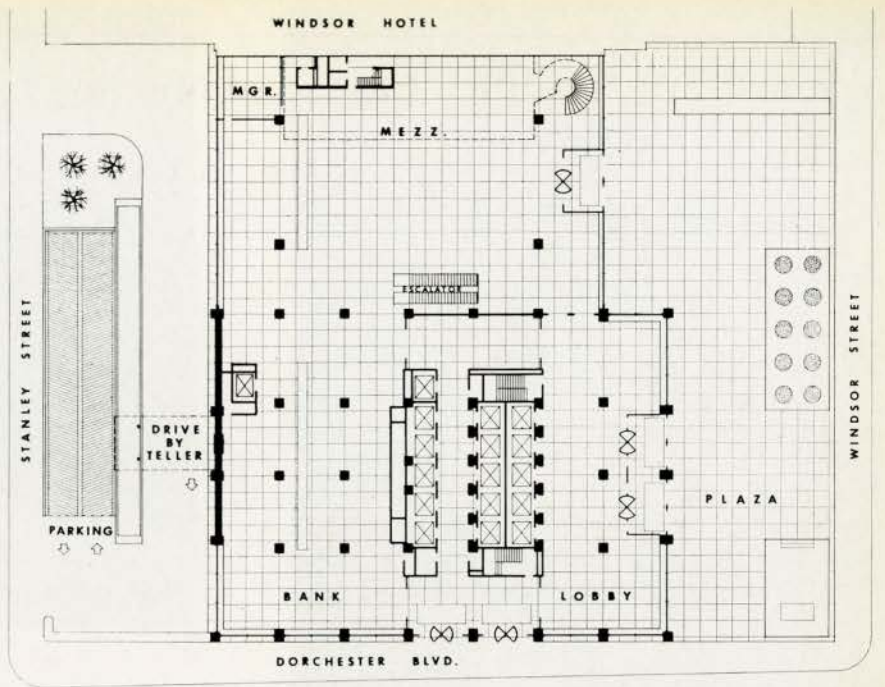 WINDSOR HOTEL
MGR.
MEZZ.
ESCALATOR
STANLEY STREET
WINDSOR STREET
DRIVE
BY
TELLER
PLAZA
PARKING
BANK
LOBBY
DORCHESTER BLVD.